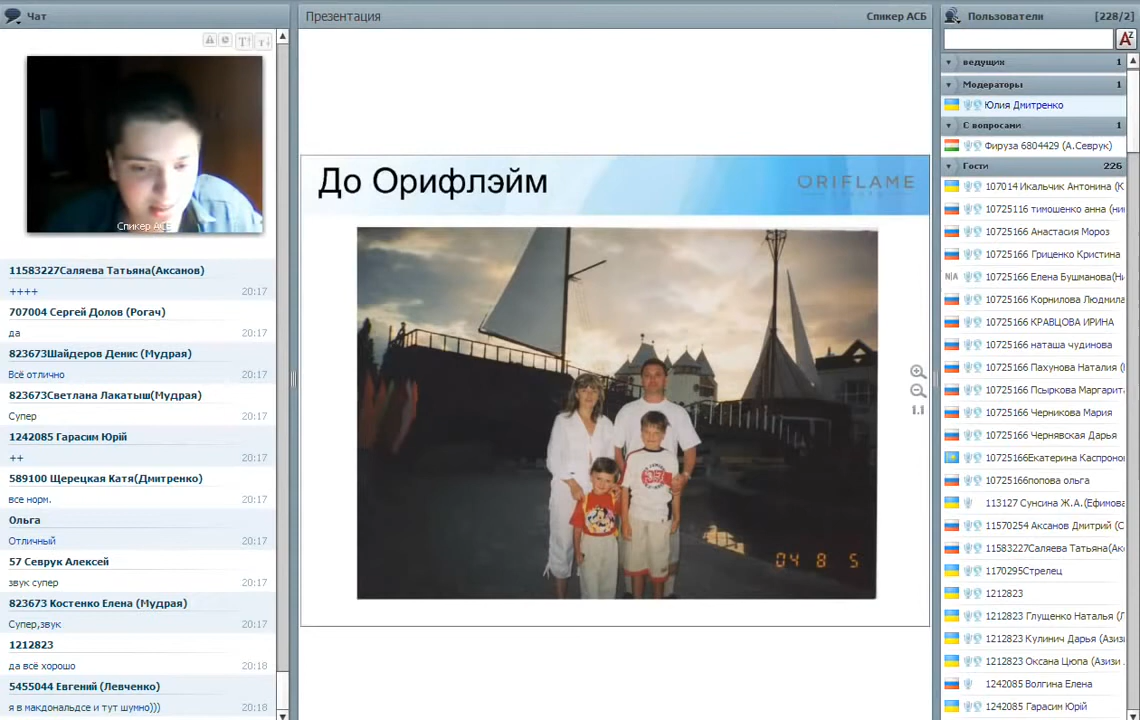 Чат
Спикер АСБ
11583227Саляева Татьяна(Аксанов)
++++ 20:17
707004 Сергей Долов (Рогач)
да 20:17
823673Шайдеров Денис (Мудрая)
Всё отлично 20:17
823673Светлана Лакатыш(Мудрая)
Супер 20:17
1242085 Гарасим Юрій
++ 20:17
589100 Щерецкая Катя(Дмитренко)
все норм. 20:17
Ольга
Отличный 20:17
57 Севрук Алексей
звук супер 20:17
823673 Костенко Елена (Мудрая)
Супер,звук 20:17
1212823
да всё хорошо 20:18
5455044 Евгений (Левченко)
я в макдональдсе и тут шумно))) 20:18
Презентация Спикер АСБ
До Орифлэйм
ORIFLAME
04 8 5
1:1
Пользователи [228/2]
ведущих 1
Модераторы 1
Юлия Дмитренко
С вопросами 1
Фируза 6804429 (А.Севрук)
Гости 226
107014 Икальчик Антонина (К
10725116 тимошенко анна (ни
10725166 Анастасия Мороз
10725166 Гриценко Кристина
N|A 10725166 Елена Бушманова(Ни
10725166 Корнилова Людмила
10725166 КРАВЦОВА ИРИНА
10725166 наташа чудинова
10725166 Пахунова Наталия (
10725166 Псыркова Маргарит
10725166 Черникова Мария
10725166 Чернявская Дарья
10725166Екатерина Каспроно
10725166попова ольга
113127 Сунсина Ж.А.(Ефимова
11570254 Аксанов Дмитрий (С
11583227Саляева Татьяна(Ак
1170295Стрелец
1212823
1212823 Глущенко Наталья (Л
1212823 Кулинич Дарья (Азиз
1212823 Оксана Цюпа (Азизи
1242085 Волгина Елена
1242085 Гарасим Юрій